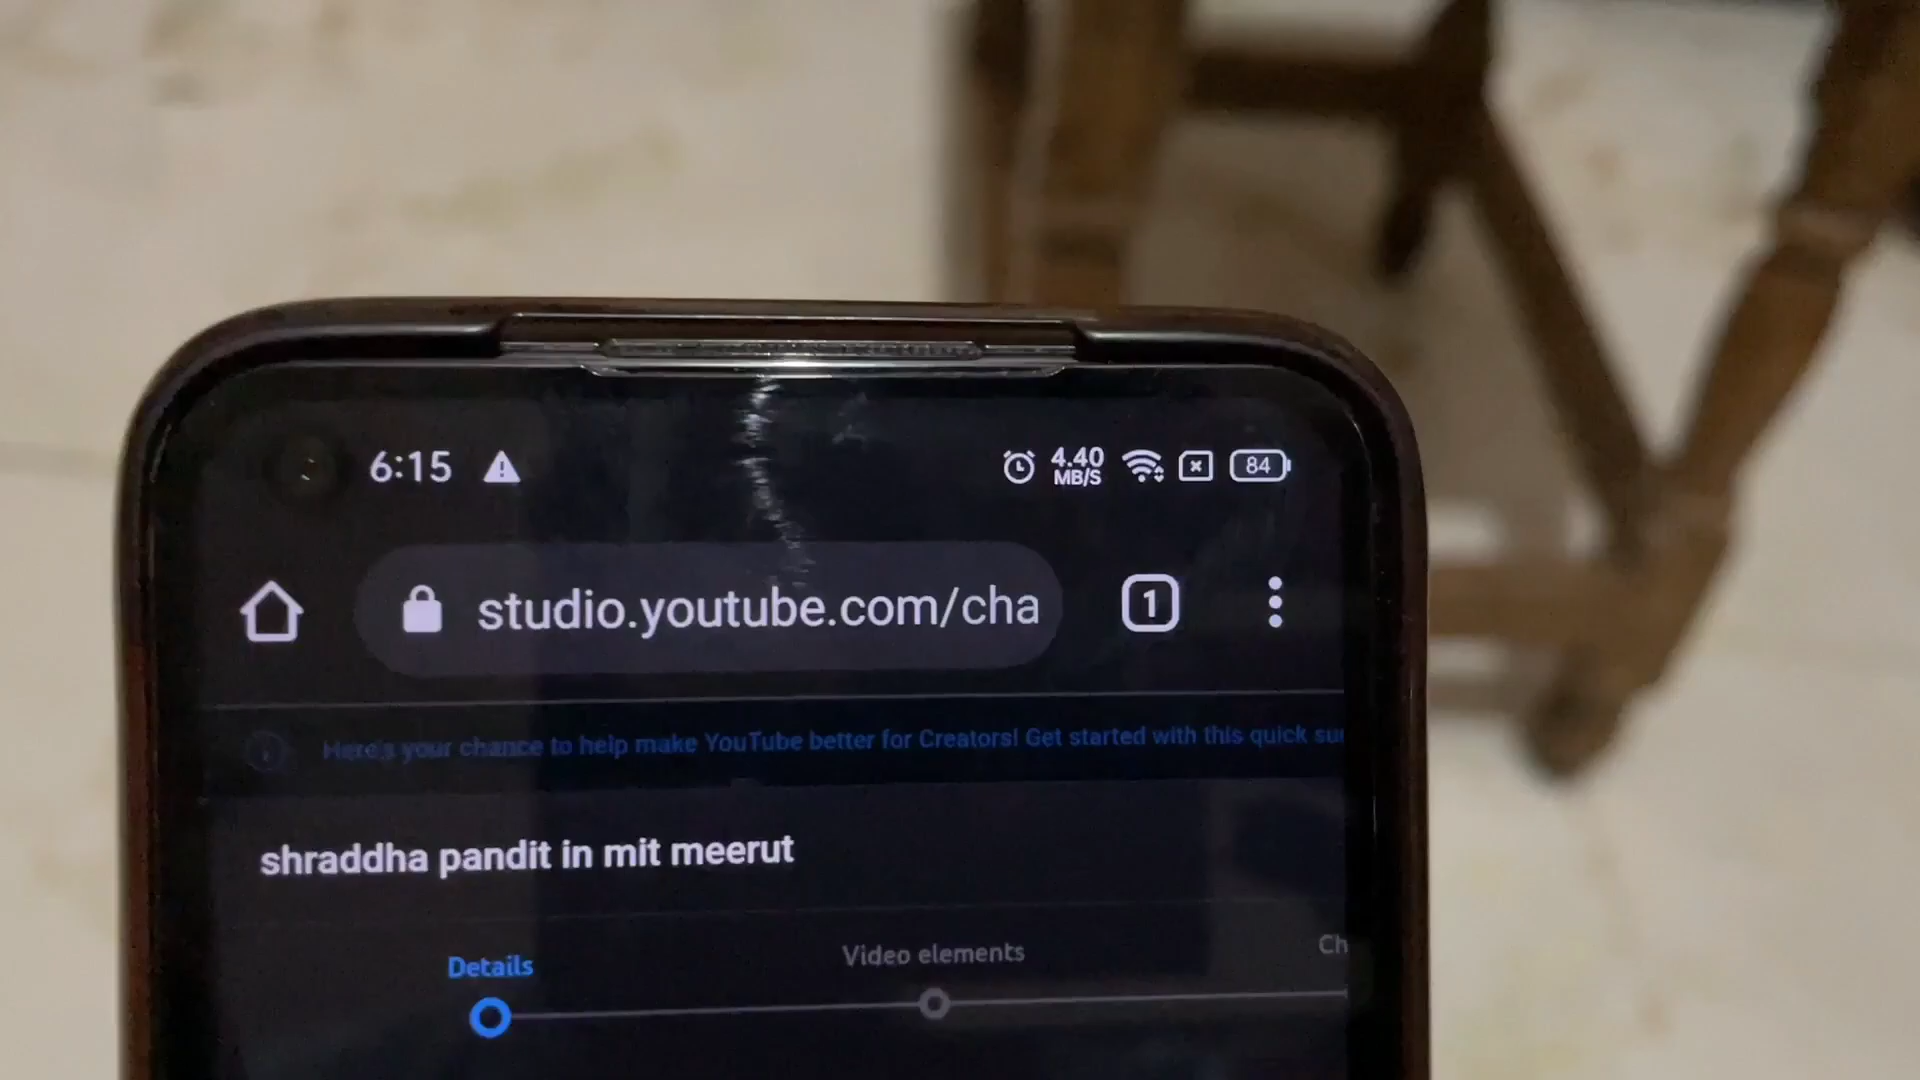 6:15
4.40
MB/S
84
studio.youtube.com/cha
1
Here's your chance to help make YouTube better for Creators! Get started with this quick sur
shraddha pandit in mit meerut
Details
Video elements
Ch